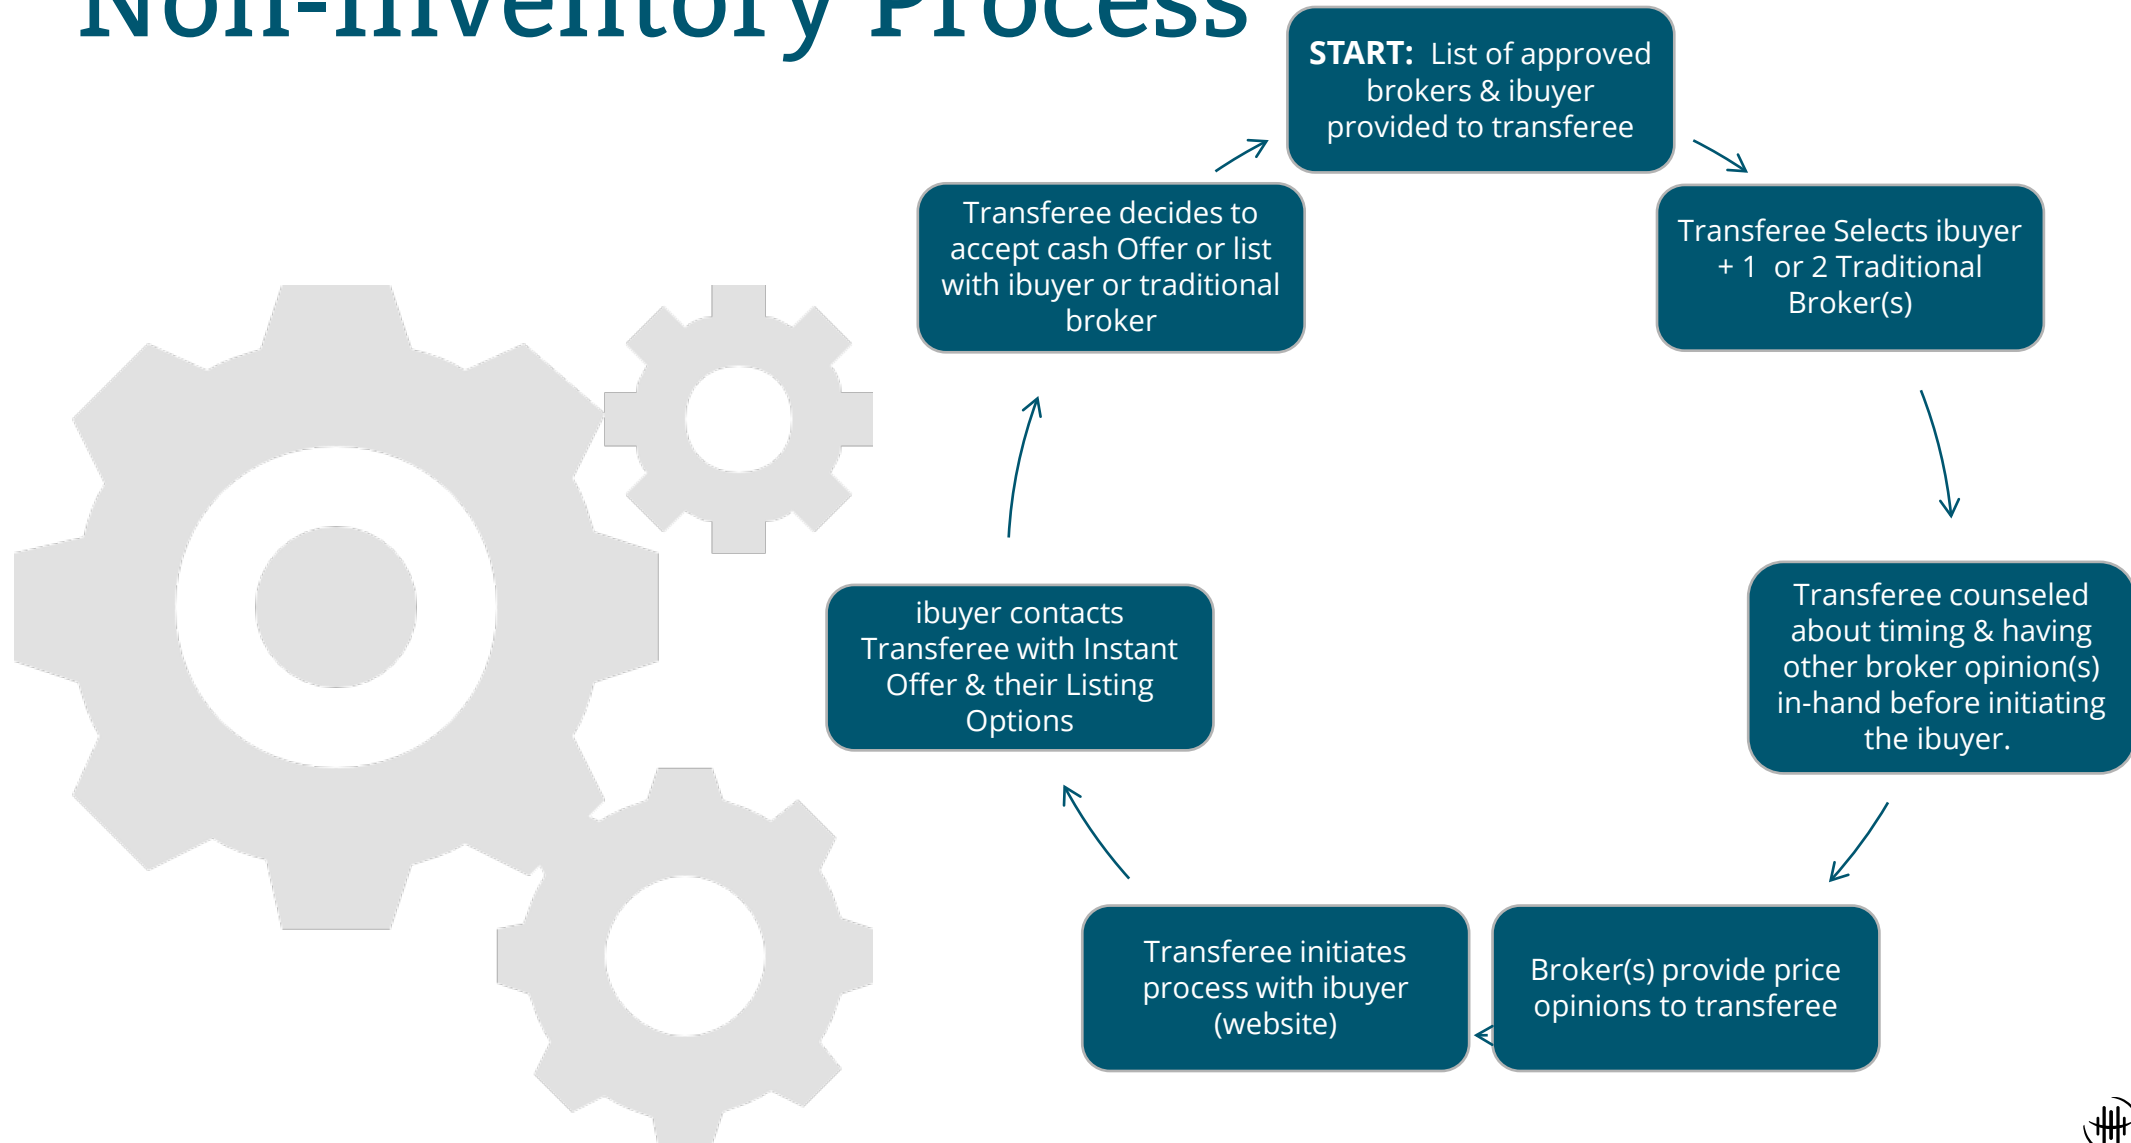 Non-Inventory Process
START: List of approved
brokers & ibuyer
provided to transferee
Transferee Selects ibuyer
+ 1 or 2 Traditional
Broker(s)
Transferee counseled
about timing & having
other broker opinion(s)
in-hand before initiating
the ibuyer.
Broker(s) provide price
opinions to transferee
Transferee initiates
process with ibuyer
(website)
ibuyer contacts
Transferee with Instant
Offer & their Listing
Options
Transferee decides to
accept cash Offer or list
with ibuyer or traditional
broker